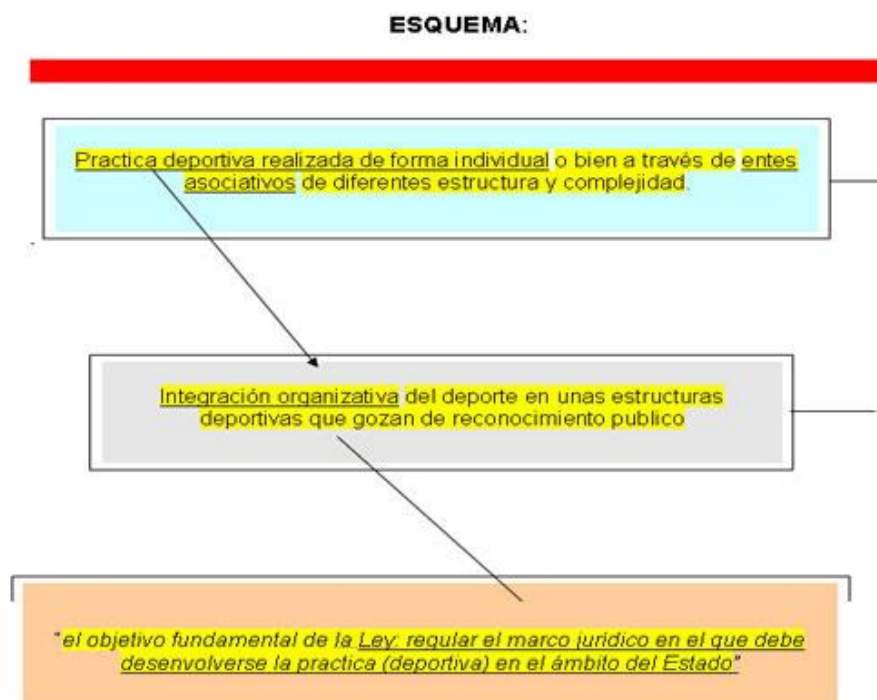 ESQUEMA:
Practica deportiva realizada de forma individual o bien a través de entes
asociativos de diferentes estructura y complejidad.
Integración organizativa del deporte en unas estructuras
deportivas que gozan de reconocimiento publico
"el objetivo fundamental de la Ley: regular el marco jurídico en el que debe
desenvolverse la practica (deportiva) en el ámbito del Estado"